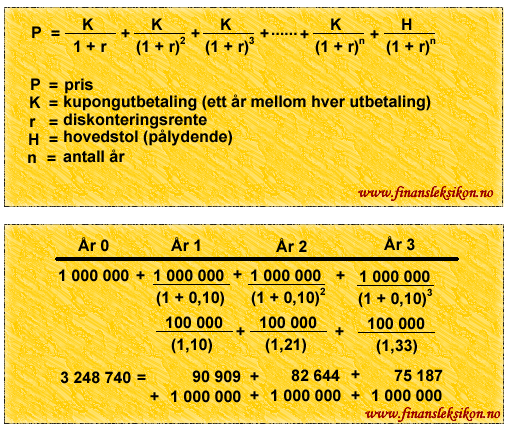 P = K/1 + r + K/(1 + r)² + K/(1 + r)³ + ······ + K/(1 + r)ⁿ + H/(1 + r)ⁿ
P = pris
K = kupongutbetaling (ett år mellom hver utbetaling)
r = diskonteringsrente
H = hovedstol (pålydende)
n = antall år
www.finansleksikon.no
År 0 År 1 År 2 År 3
1 000 000 + 1 000 000/(1 + 0,10) + 1 000 000/(1 + 0,10)² + 1 000 000/(1 + 0,10)³
100 000/(1,10) + 100 000/(1,21) + 100 000/(1,33)
3 248 740 = 90 909 + 82 644 + 75 187
+ 1 000 000 + 1 000 000 + 1 000 000
www.finansleksikon.no